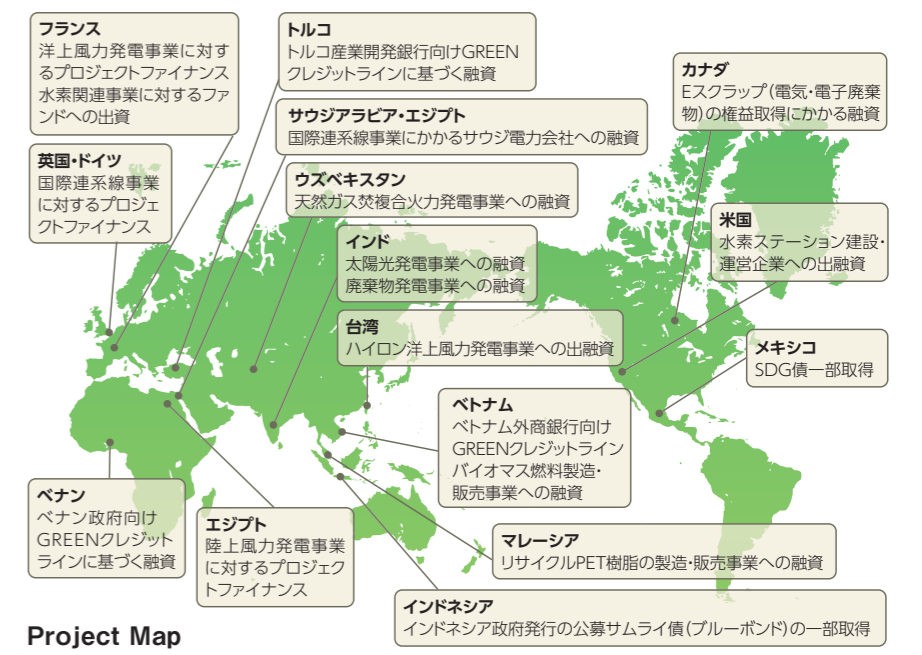 フランス
洋上風力発電事業に対す
るプロジェクトファイナンス
水素関連事業に対するファ
ンドへの出資
トルコ
トルコ産業開発銀行向けGREEN
クレジットラインに基づく融資
カナダ
Eスクラップ（電気・電子廃棄
物）の権益取得にかかる融資
サウジアラビア・エジプト
国際連系線事業にかかるサウジ電力会社への融資
英国・ドイツ
国際連系線事業
に対するプロジェ
クトファイナンス
ウズベキスタン
天然ガス焚複合火力発電事業への融資
米国
水素ステーション建設・
運営企業への出融資
インド
太陽光発電事業への融資
廃棄物発電事業への融資
台湾
ハイロン洋上風力発電事業への出融資
メキシコ
SDG債一部取得
ベトナム
ベトナム外商銀行向け
GREENクレジットライン
バイオマス燃料製造・
販売事業への融資
ベナン
ベナン政府向け
GREENクレジット
ラインに基づく融資
エジプト
陸上風力発電事業
に対するプロジェク
トファイナンス
マレーシア
リサイクルPET樹脂の製造・販売事業への融資
インドネシア
インドネシア政府発行の公募サムライ債（ブルーボンド）の一部取得
Project Map